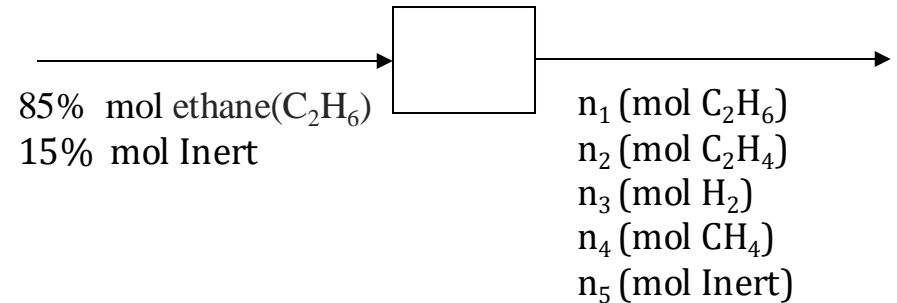 85% mol ethane(C₂H₆)
15% mol Inert
n₁ (mol C₂H₆)
n₂ (mol C₂H₄)
n₃ (mol H₂)
n₄ (mol CH₄)
n₅ (mol Inert)